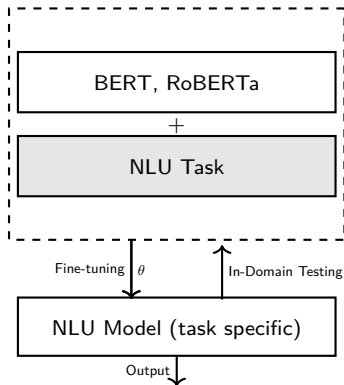 BERT, RoBERTa
+
NLU Task
Fine-tuning θ In-Domain Testing
NLU Model (task specific)
Output